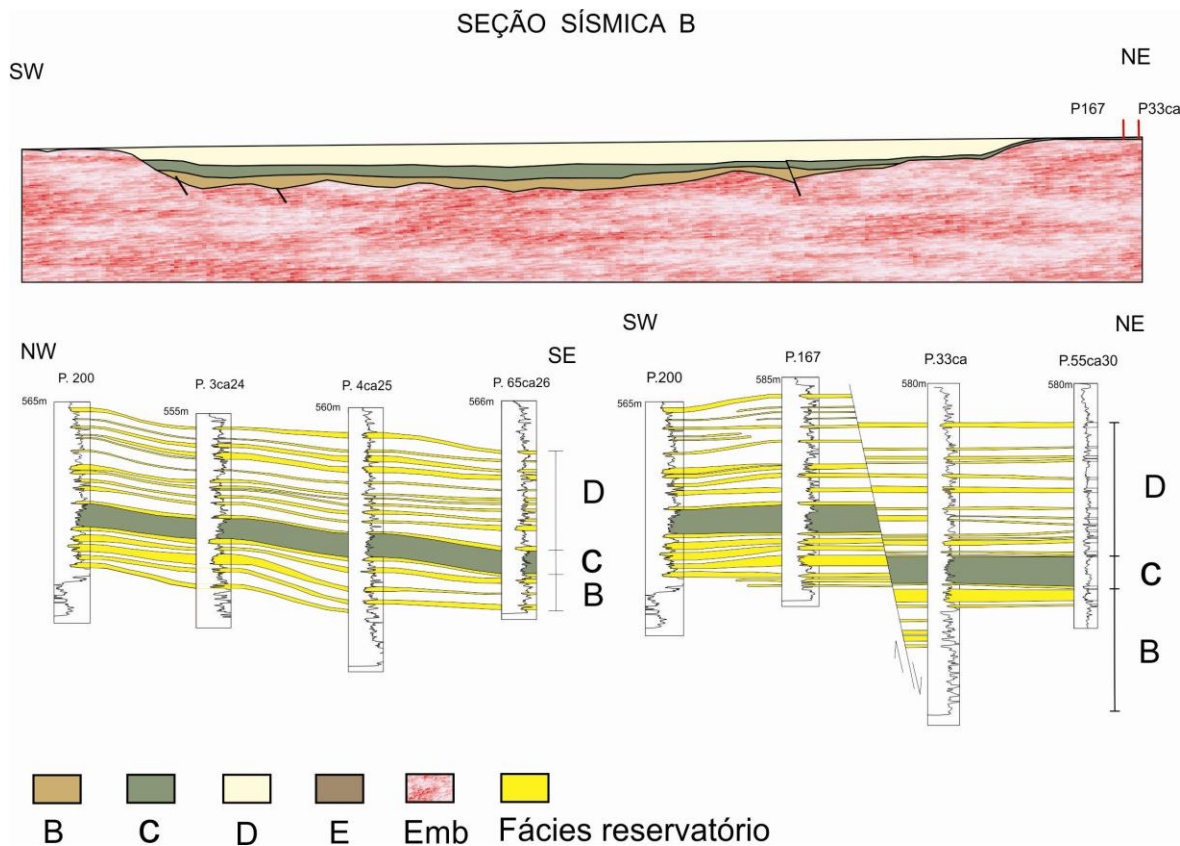 SEÇÃO SÍSMICA B
SW
NE
P167 P33ca
NW
SE
P. 200
P. 3ca24
P. 4ca25
P. 65ca26
565m
555m
560m
566m
D
C
B
SW
NE
P.200
P.167
P.33ca
P.55ca30
565m
585m
580m
580m
D
C
B
B C D E Emb Fácies reservatório